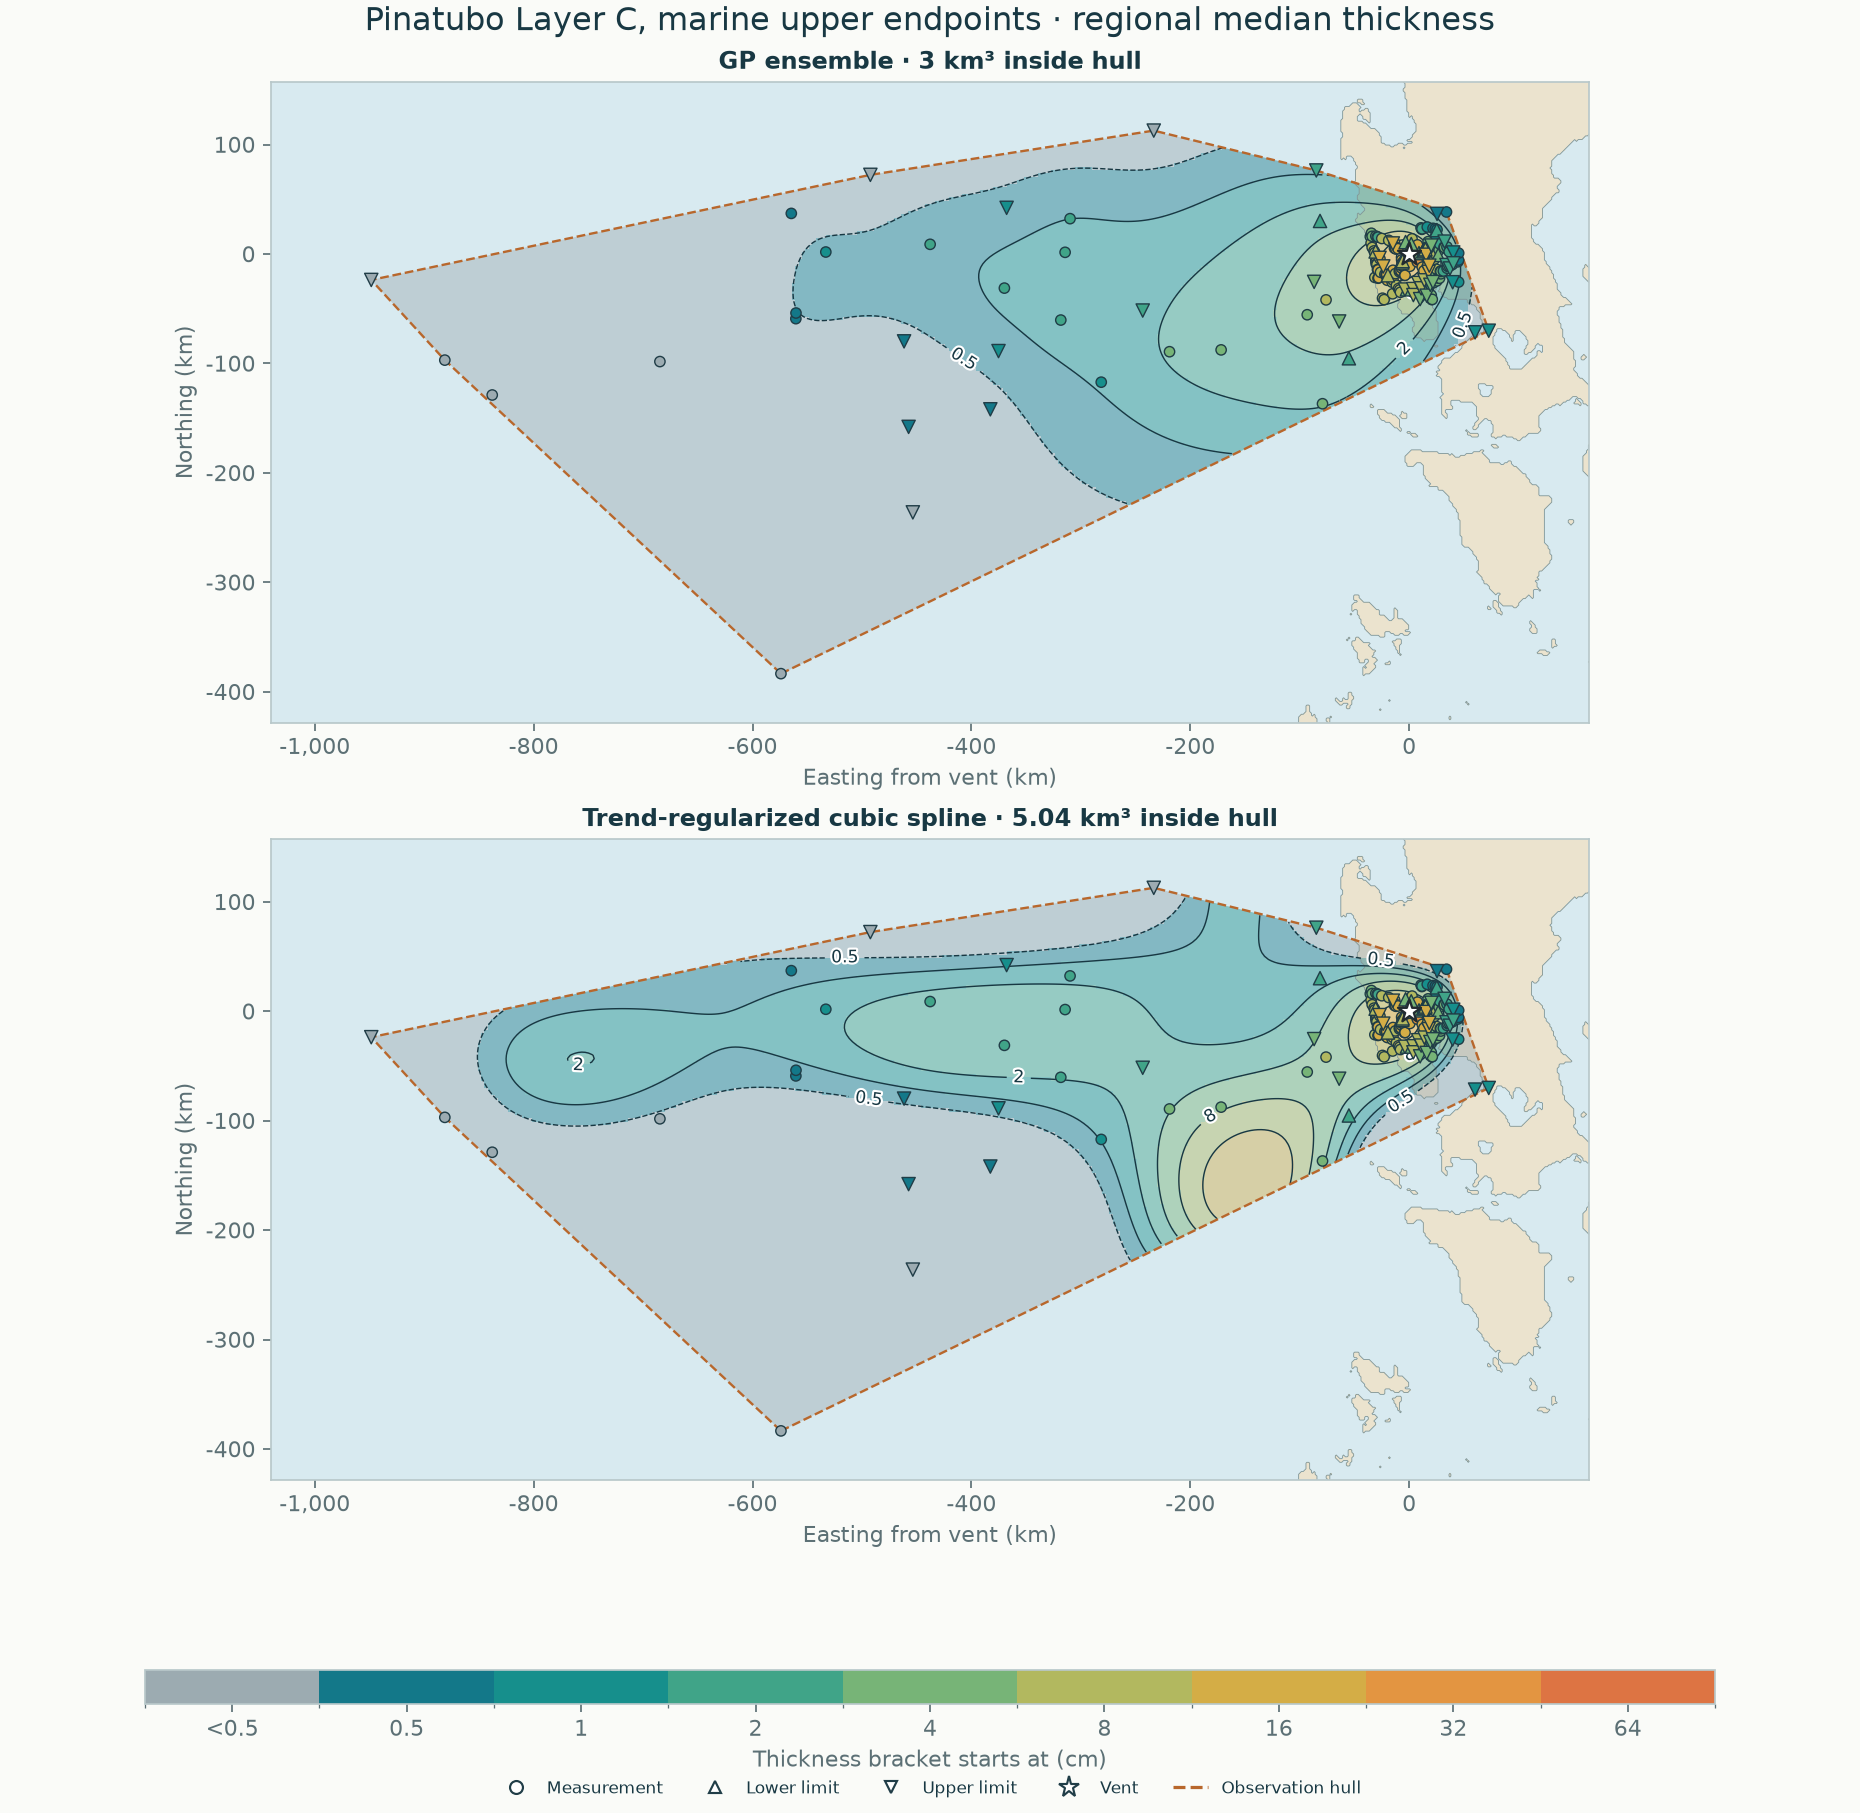 Pinatubo Layer C, marine upper endpoints · regional median thickness
GP ensemble · 3 km³ inside hull
100
0
-100
-200
-300
-400
Northing (km)
0.5
2
0.5
-1,000 -800 -600 -400 -200 0
Easting from vent (km)
Trend-regularized cubic spline · 5.04 km³ inside hull
100
0
-100
-200
-300
-400
Northing (km)
0.5
0.5
2
2
0.5
8
0.5
-1,000 -800 -600 -400 -200 0
Easting from vent (km)
<0.5 0.5 1 2 4 8 16 32 64
Thickness bracket starts at (cm)
Measurement Lower limit Upper limit Vent Observation hull